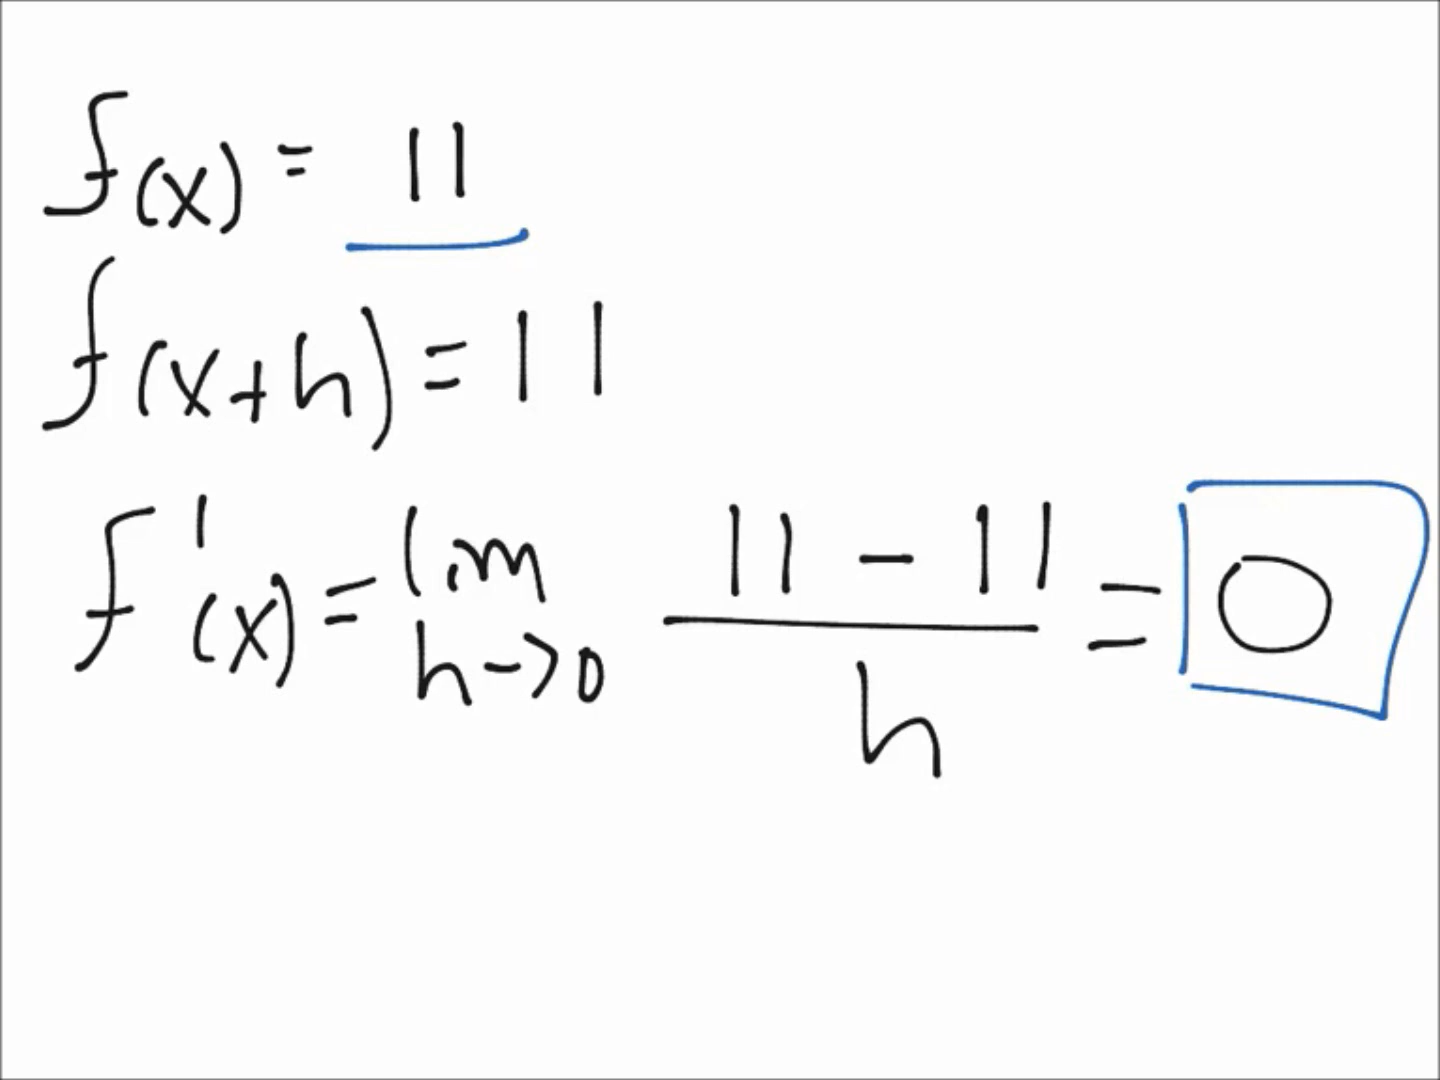 f(x) = 11
f(x+h) = 11
f'(x) = lim h->0 11 - 11 / h = 0